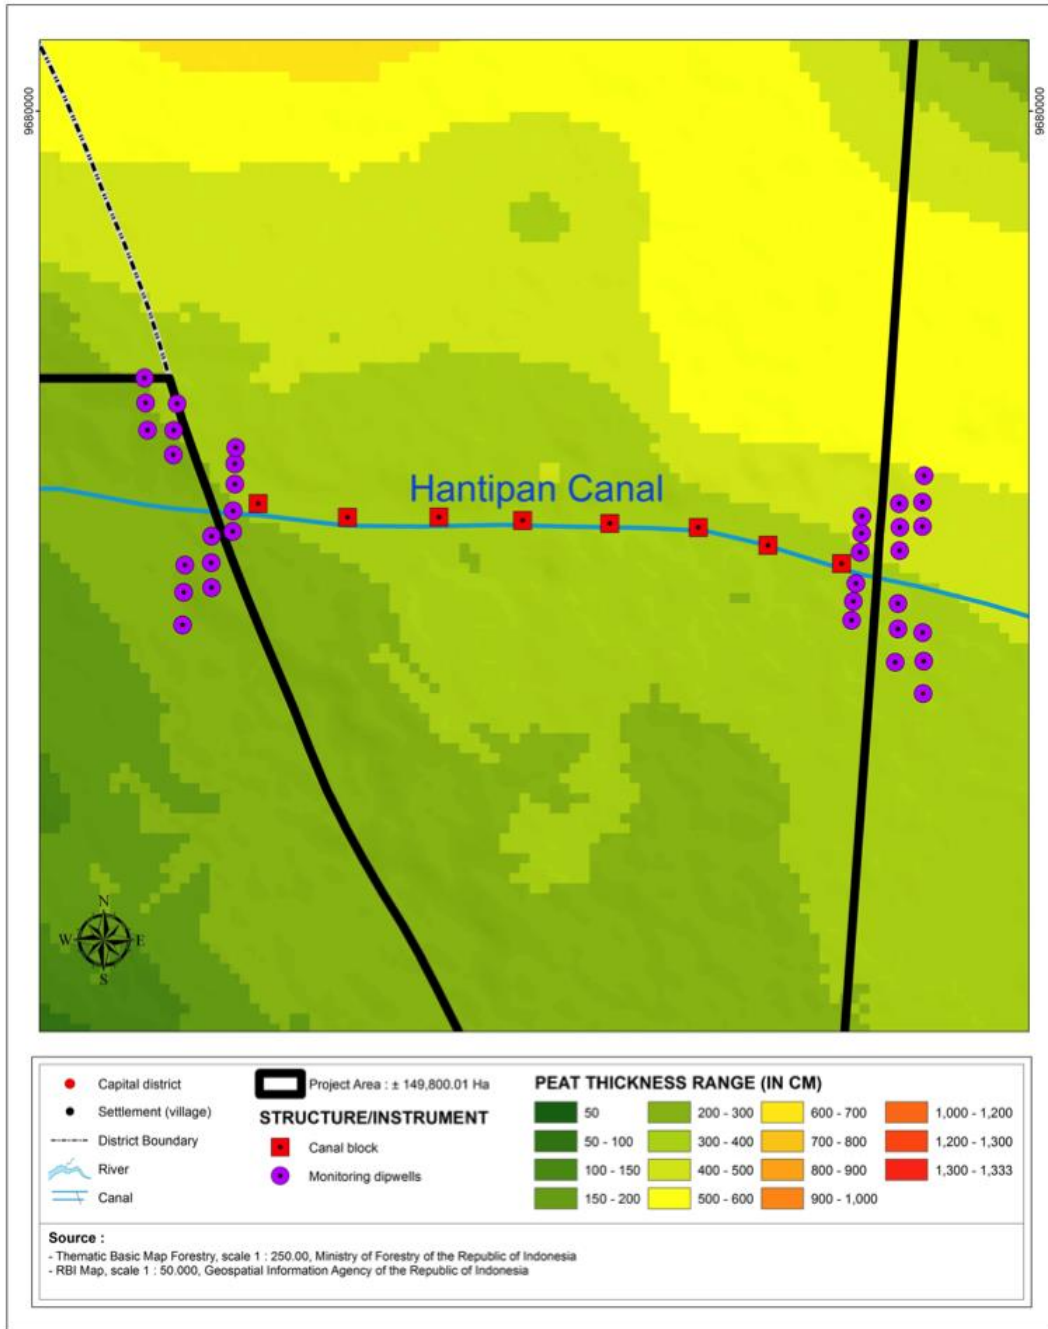 9680000
9680000
Hantipan Canal
N
W E
S
Capital district
Settlement (village)
District Boundary
River
Canal
Project Area : ± 149,800.01 Ha
STRUCTURE/INSTRUMENT
Canal block
Monitoring dipwells
PEAT THICKNESS RANGE (IN CM)
50
50 - 100
100 - 150
150 - 200
200 - 300
300 - 400
400 - 500
500 - 600
600 - 700
700 - 800
800 - 900
900 - 1,000
1,000 - 1,200
1,200 - 1,300
1,300 - 1,333
Source :
- Thematic Basic Map Forestry, scale 1 : 250.00, Ministry of Forestry of the Republic of Indonesia
- RBI Map, scale 1 : 50.000, Geospatial Information Agency of the Republic of Indonesia